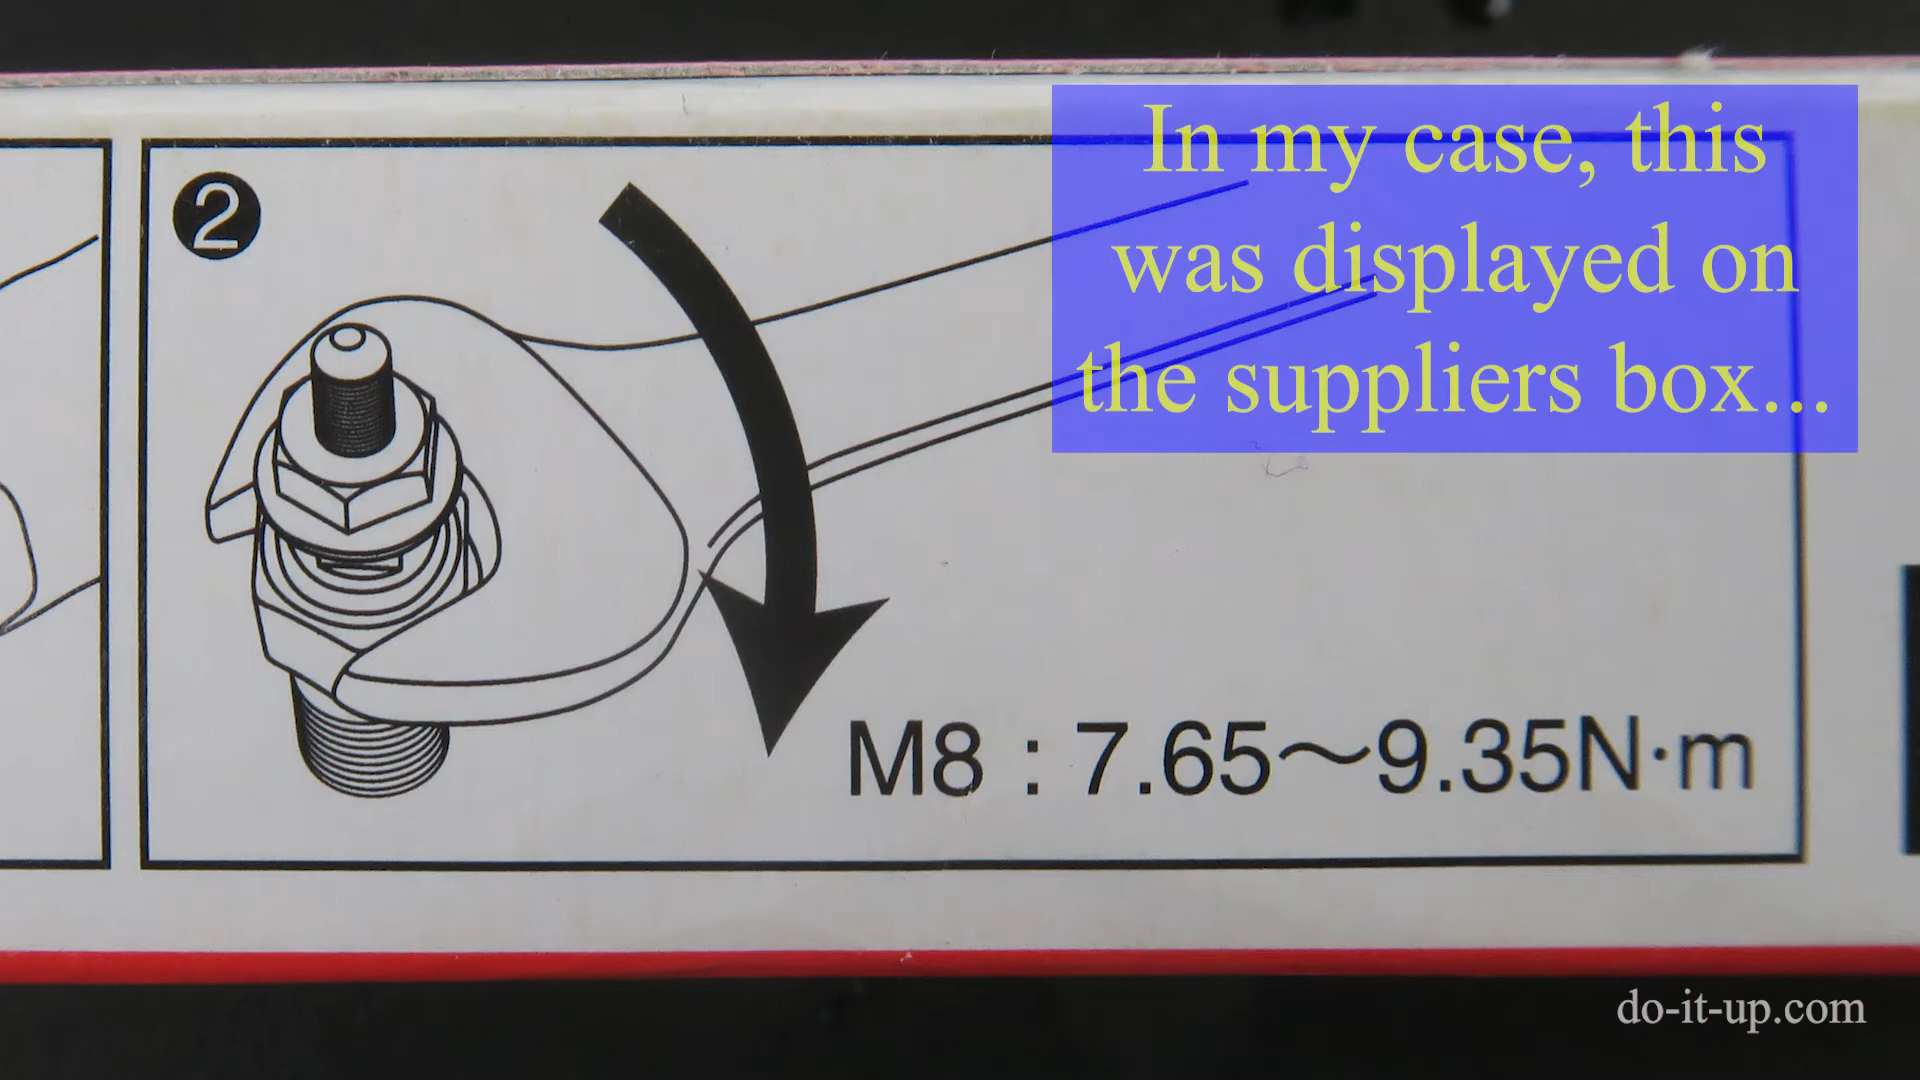 In my case, this
was displayed on
the suppliers box...
2
M8 : 7.65～9.35N·m
do-it-up.com